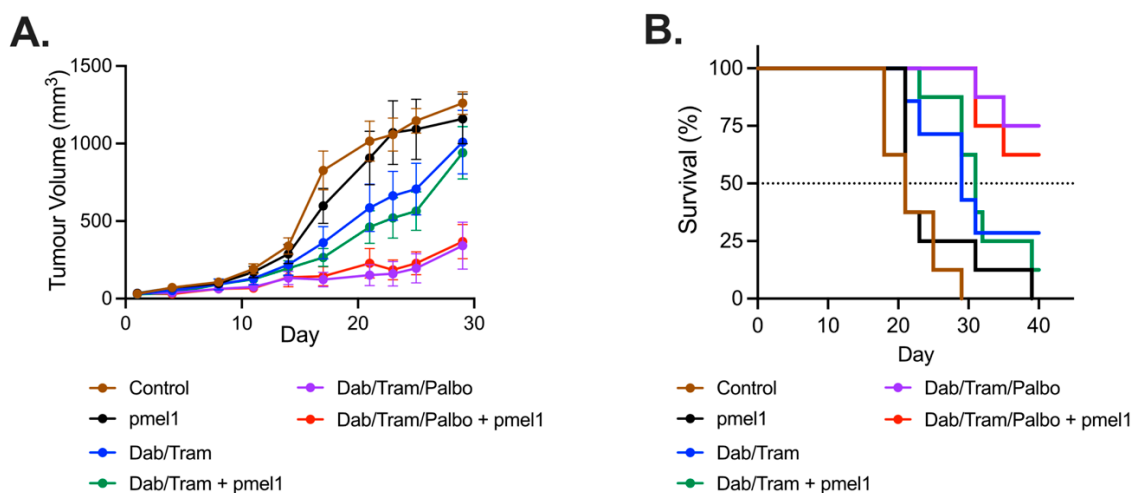 A.
1500
1000
500
0
Tumour Volume (mm³)
0
10
20
30
Day
Control
pmel1
Dab/Tram
Dab/Tram + pmel1
Dab/Tram/Palbo
Dab/Tram/Palbo + pmel1
B.
100
75
50
25
0
Survival (%)
0
10
20
30
40
Day
Control
pmel1
Dab/Tram
Dab/Tram + pmel1
Dab/Tram/Palbo
Dab/Tram/Palbo + pmel1